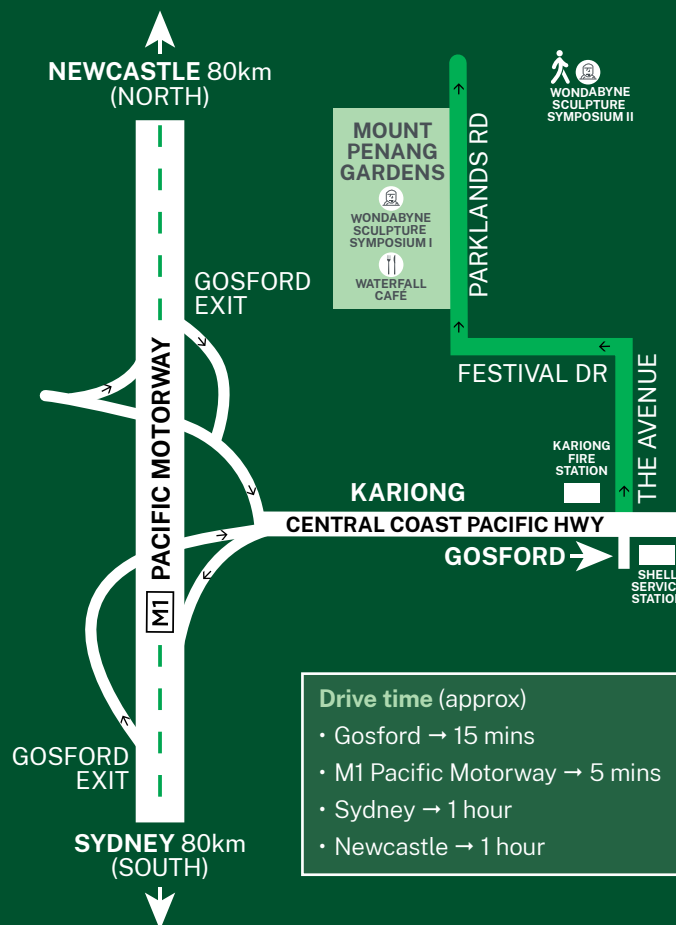 NEWCASTLE 80km
(NORTH)
GOSFORD
EXIT
M1 PACIFIC MOTORWAY
GOSFORD
EXIT
SYDNEY 80km
(SOUTH)
MOUNT
PENANG
GARDENS
WONDABYNE
SCULPTURE
SYMPOSIUM I
WATERFALL
CAFÉ
PARKLANDS RD
WONDABYNE
SCULPTURE
SYMPOSIUM II
FESTIVAL DR
THE AVENUE
KARIONG
FIRE
STATION
KARIONG
CENTRAL COAST PACIFIC HWY
GOSFORD
SHELL
SERVIC
STATIO
Drive time (approx)
• Gosford → 15 mins
• M1 Pacific Motorway → 5 mins
• Sydney → 1 hour
• Newcastle → 1 hour